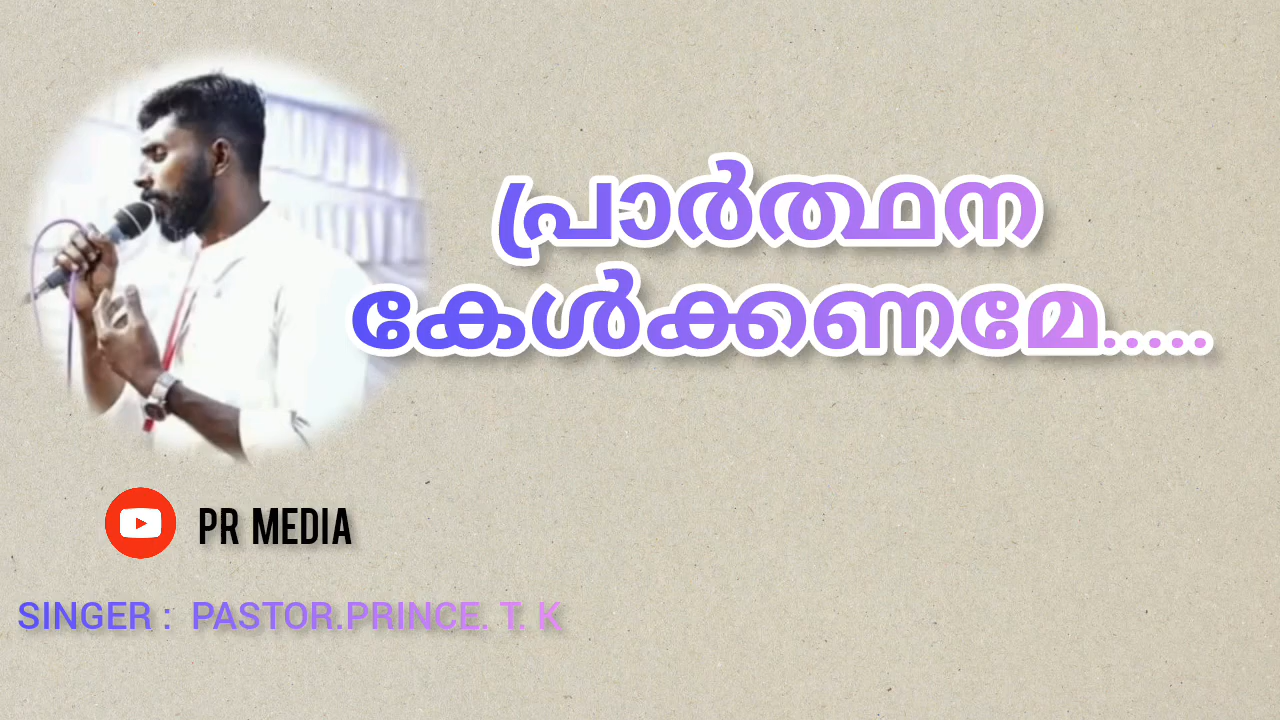 പ്രാർത്ഥന
കേൾക്കണമേ.....
PR MEDIA
SINGER : PASTOR.PRINCE. T. K